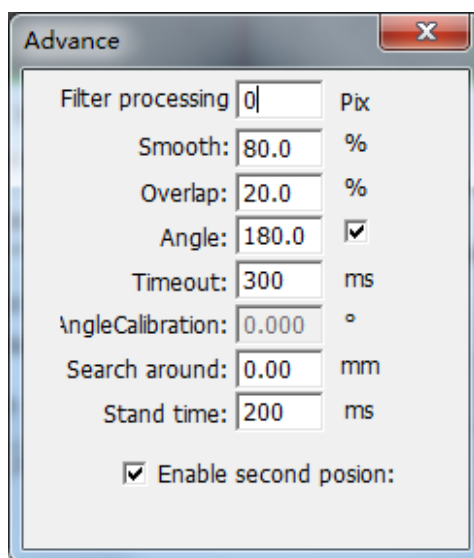 Advance
Filter processing 0 Pix
Smooth: 80.0 %
Overlap: 20.0 %
Angle: 180.0
Timeout: 300 ms
AngleCalibration: 0.000 °
Search around: 0.00 mm
Stand time: 200 ms
Enable second posion: